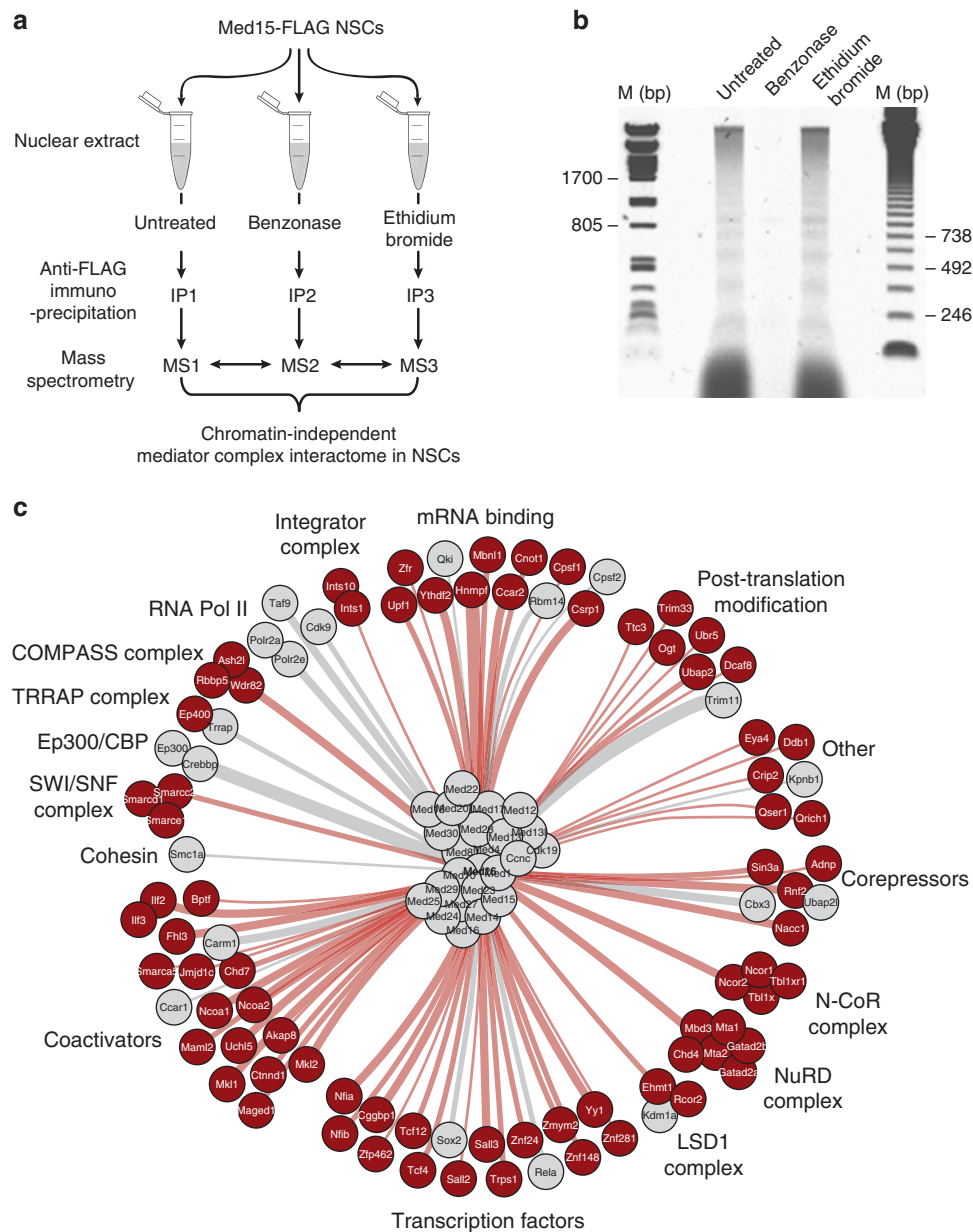 a
Med15-FLAG NSCs
Nuclear extract
Untreated
Benzonase
Ethidium
bromide
Anti-FLAG
immuno
-precipitation
IP1
IP2
IP3
Mass
spectrometry
MS1
MS2
MS3
Chromatin-independent
mediator complex interactome in NSCs
b
M (bp)
Untreated
Benzonase
Ethidium
bromide
M (bp)
1700
805
738
492
246
c
Integrator
complex
Ints10
Ints1
mRNA binding
Zfr
Qki
Mbnl1
Cnot1
Cpsf1
Cpsf2
Upf1
Ythdf2
Hnrnpf
Ccar2
Rbm14
Csrp1
Post-translation
modification
Ttc3
Trim33
Ogt
Ubr5
Ubap2
Dcaf8
Trim11
RNA Pol II
Taf9
Cdk9
Polr2a
Polr2e
COMPASS complex
Ash2l
Rbbp5
Wdr82
TRRAP complex
Ep400
Trrap
Ep300/CBP
Ep300
Crebbp
SWI/SNF
complex
Smarcd1
Smarcc2
Smarce1
Cohesin
Smc1a
Other
Eya4
Ddb1
Crip2
Kpnb1
Qser1
Qrich1
Med22
Med20
Med17
Med12
Med30
Med28
Med13l
Cdk19
Med4
Ccnc
Med1
Med29
Med23
Med25
Med27
Med15
Med24
Med14
Med16
Corepressors
Sin3a
Adnp
Rnf2
Cbx3
Ubap2l
Nacc1
N-CoR
complex
Ncor1
Ncor2
Tbl1xr1
Tbl1x
NuRD
complex
Mbd3
Mta1
Gatad2b
Chd4
Mta2
Gatad2a
LSD1
complex
Ehmt1
Rcor2
Kdm1a
Coactivators
Ilf2
Bptf
Ilf3
Fhl3
Carm1
Smarca5
Jmjd1c
Chd7
Ccar1
Ncoa1
Ncoa2
Maml2
Uchl5
Akap8
Mkl1
Ctnnd1
Mkl2
Maged1
Transcription factors
Nfia
Cggbp1
Nfib
Tcf12
Zfp462
Sox2
Tcf4
Sall3
Sall2
Znf24
Trps1
Zmym2
Yy1
Rela
Znf148
Znf281